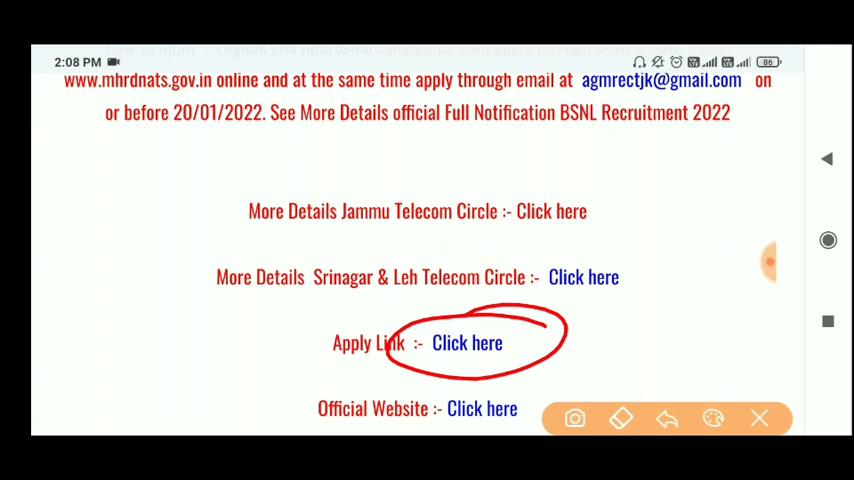 2:08 PM
86
www.mhrdnats.gov.in online and at the same time apply through email at agmrectjk@gmail.com on
or before 20/01/2022. See More Details official Full Notification BSNL Recruitment 2022
More Details Jammu Telecom Circle :- Click here
More Details Srinagar & Leh Telecom Circle :- Click here
Apply Link :- Click here
Official Website :- Click here